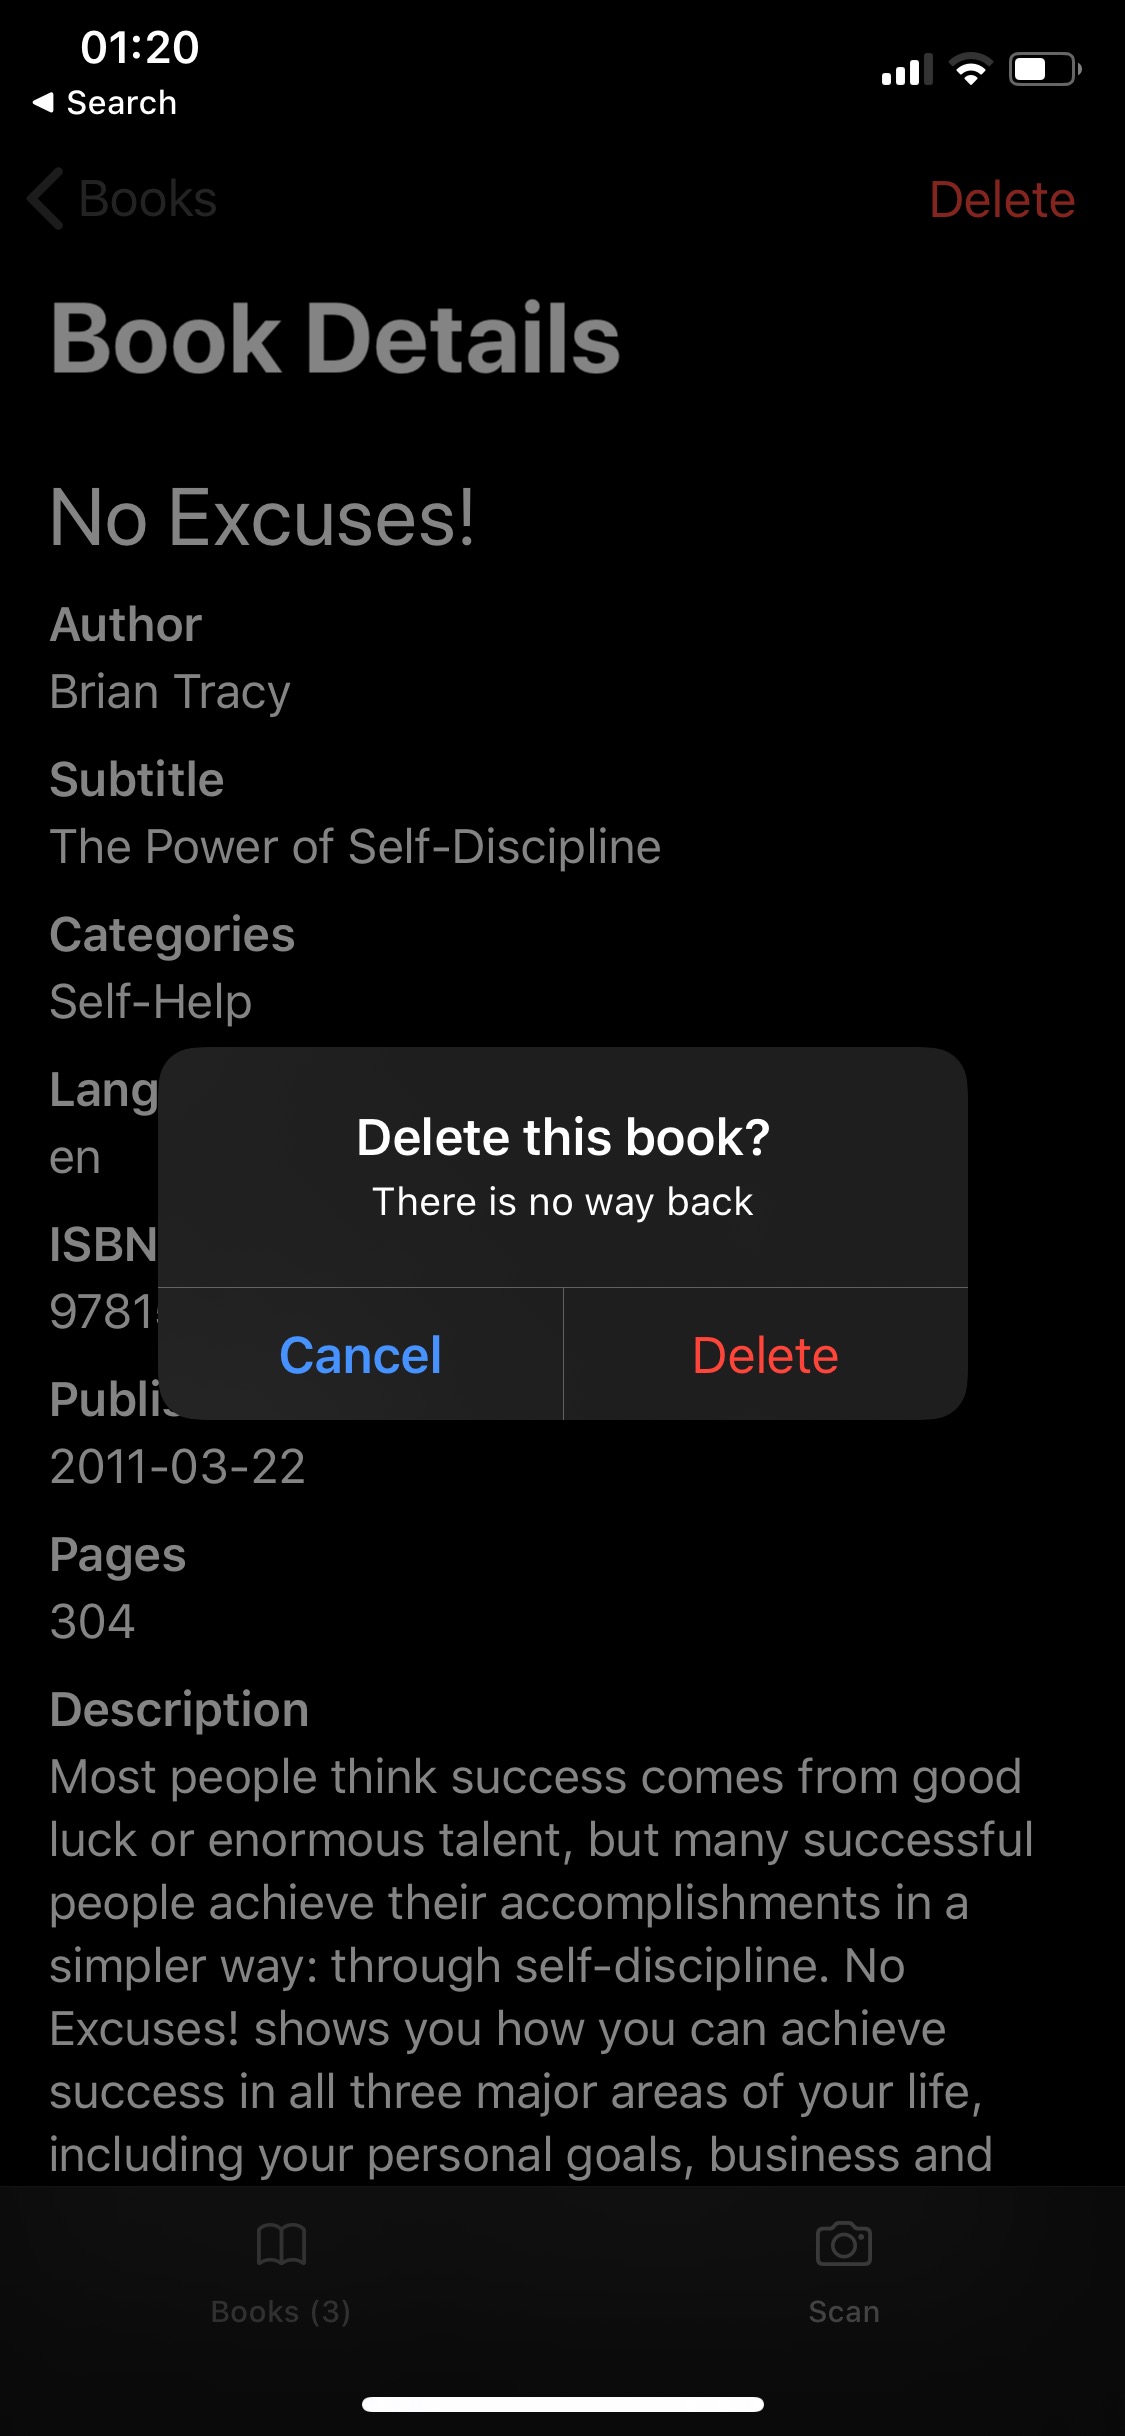 01:20
Search
Books
Delete
Book Details
No Excuses!
Author
Brian Tracy
Subtitle
The Power of Self-Discipline
Categories
Self-Help
Lang
en
ISBN
9781
Publis
2011-03-22
Pages
304
Description
Most people think success comes from good
luck or enormous talent, but many successful
people achieve their accomplishments in a
simpler way: through self-discipline. No
Excuses! shows you how you can achieve
success in all three major areas of your life,
including your personal goals, business and
Delete this book?
There is no way back
Cancel
Delete
Books (3)
Scan